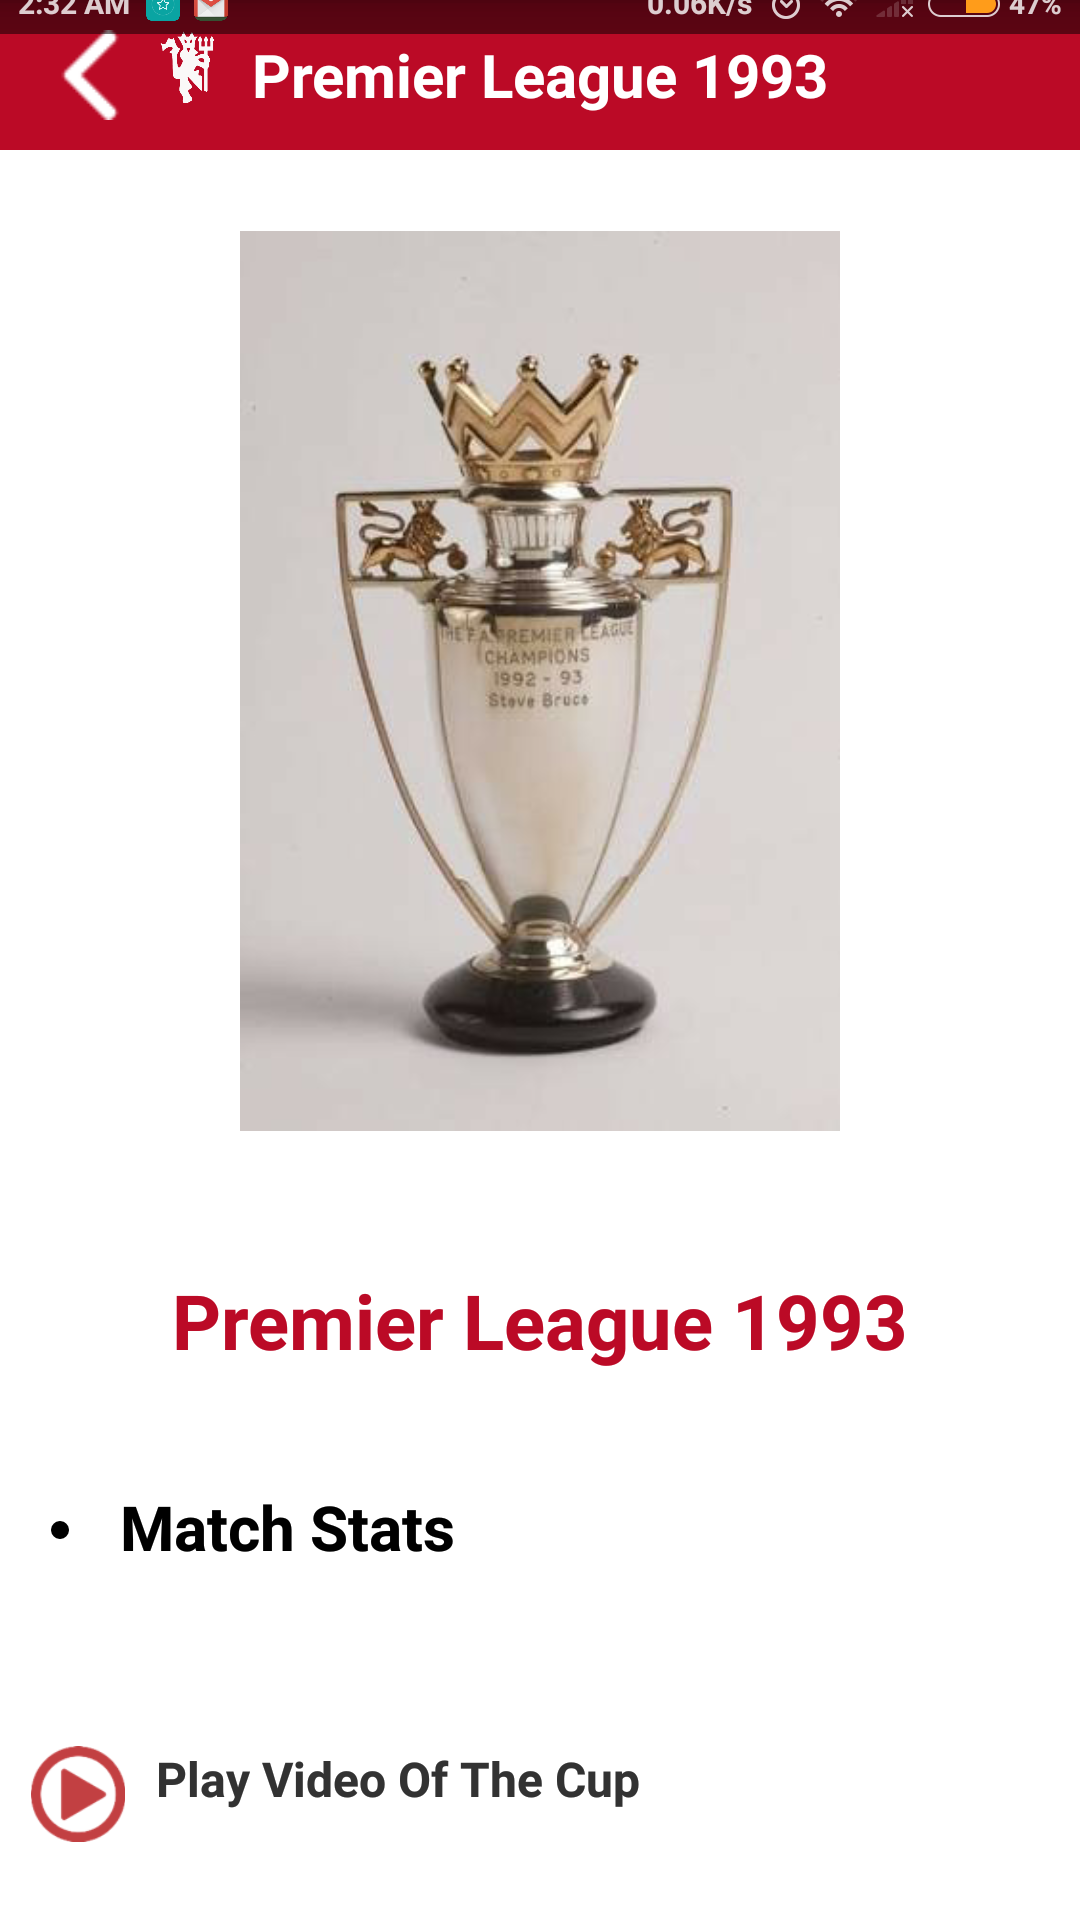 2:32 AM 0.06K/s 47%
Premier League 1993
THE F.A. PREMIER LEAGUE
CHAMPIONS
1992 - 93
Steve Bruce
Premier League 1993
• Match Stats
Play Video Of The Cup